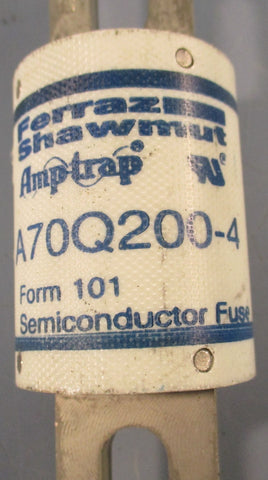 Ferraz
Shawmut
Amp-trap®
A70Q200-4
Form 101
Semiconductor Fuse